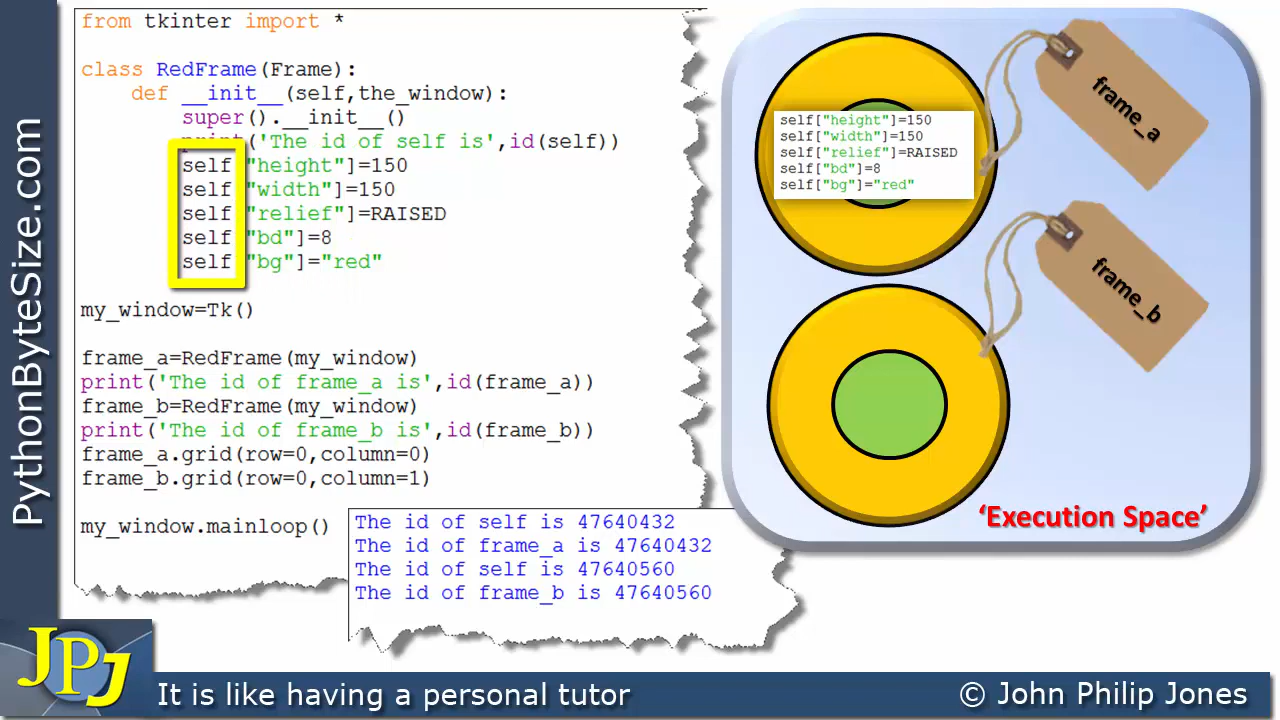 PythonByteSize.com
from tkinter import *
class RedFrame(Frame):
def __init__(self,the_window):
super().__init__()
print('The id of self is',id(self))
self["height"]=150
self["width"]=150
self["relief"]=RAISED
self["bd"]=8
self["bg"]="red"
my_window=Tk()
frame_a=RedFrame(my_window)
print('The id of frame_a is',id(frame_a))
frame_b=RedFrame(my_window)
print('The id of frame_b is',id(frame_b))
frame_a.grid(row=0,column=0)
frame_b.grid(row=0,column=1)
my_window.mainloop()
The id of self is 47640432
The id of frame_a is 47640432
The id of self is 47640560
The id of frame_b is 47640560
self["height"]=150
self["width"]=150
self["relief"]=RAISED
self["bd"]=8
self["bg"]="red"
frame_a
frame_b
‘Execution Space’
JPJ
It is like having a personal tutor
© John Philip Jones